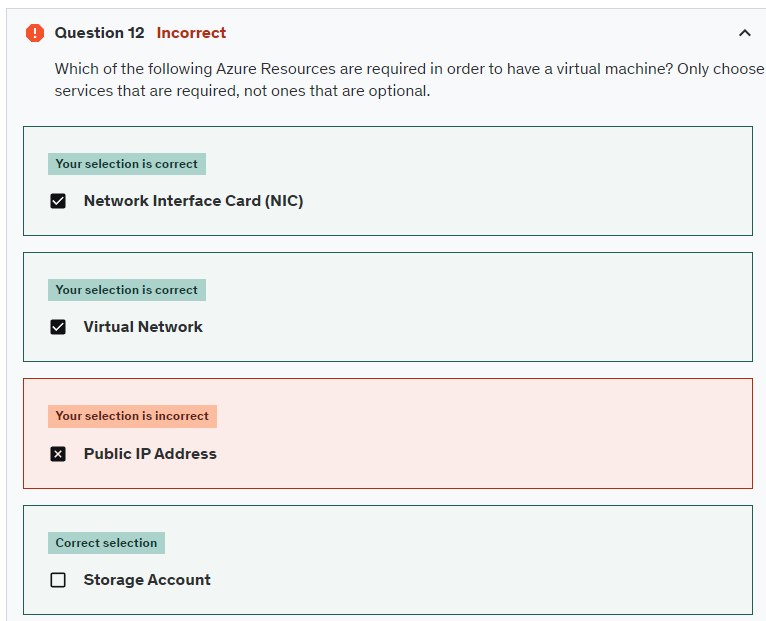 Question 12 Incorrect
Which of the following Azure Resources are required in order to have a virtual machine? Only choose
services that are required, not ones that are optional.
Your selection is correct
Network Interface Card (NIC)
Your selection is correct
Virtual Network
Your selection is incorrect
Public IP Address
Correct selection
Storage Account